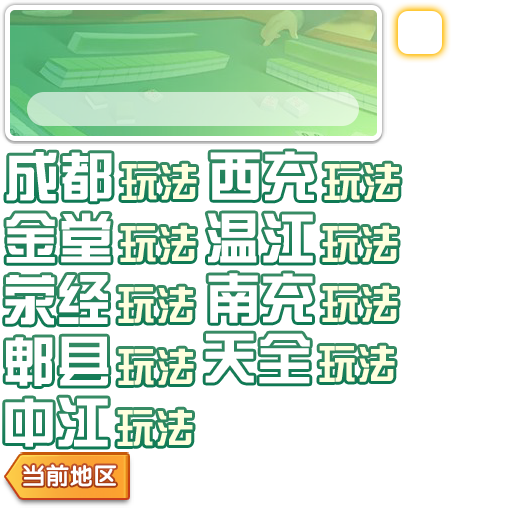 成都玩法 西充玩法
金堂玩法 温江玩法
荥经玩法 南充玩法
郫县玩法 天全玩法
中江玩法
当前地区